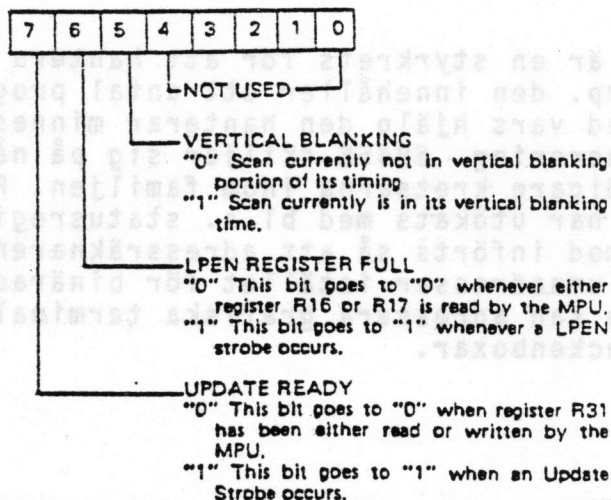 7 6 5 4 3 2 1 0
NOT USED
VERTICAL BLANKING
"0" Scan currently not in vertical blanking
portion of its timing.
"1" Scan currently is in its vertical blanking
time.
LPEN REGISTER FULL
"0" This bit goes to "0" whenever either
register R16 or R17 is read by the MPU.
"1" This bit goes to "1" whenever a LPEN
strobe occurs.
UPDATE READY
"0" This bit goes to "0" when register R31
has been either read or written by the
MPU.
"1" This bit goes to "1" when an Update
Strobe occurs.